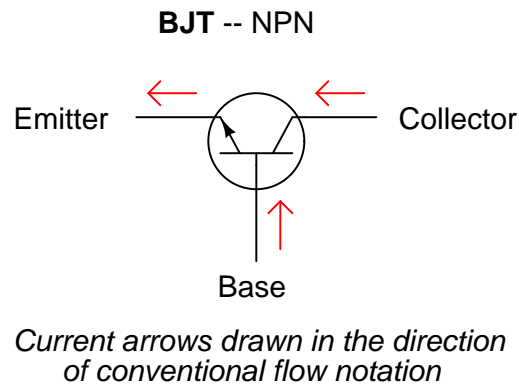 BJT -- NPN
Emitter
Collector
Base
Current arrows drawn in the direction
of conventional flow notation